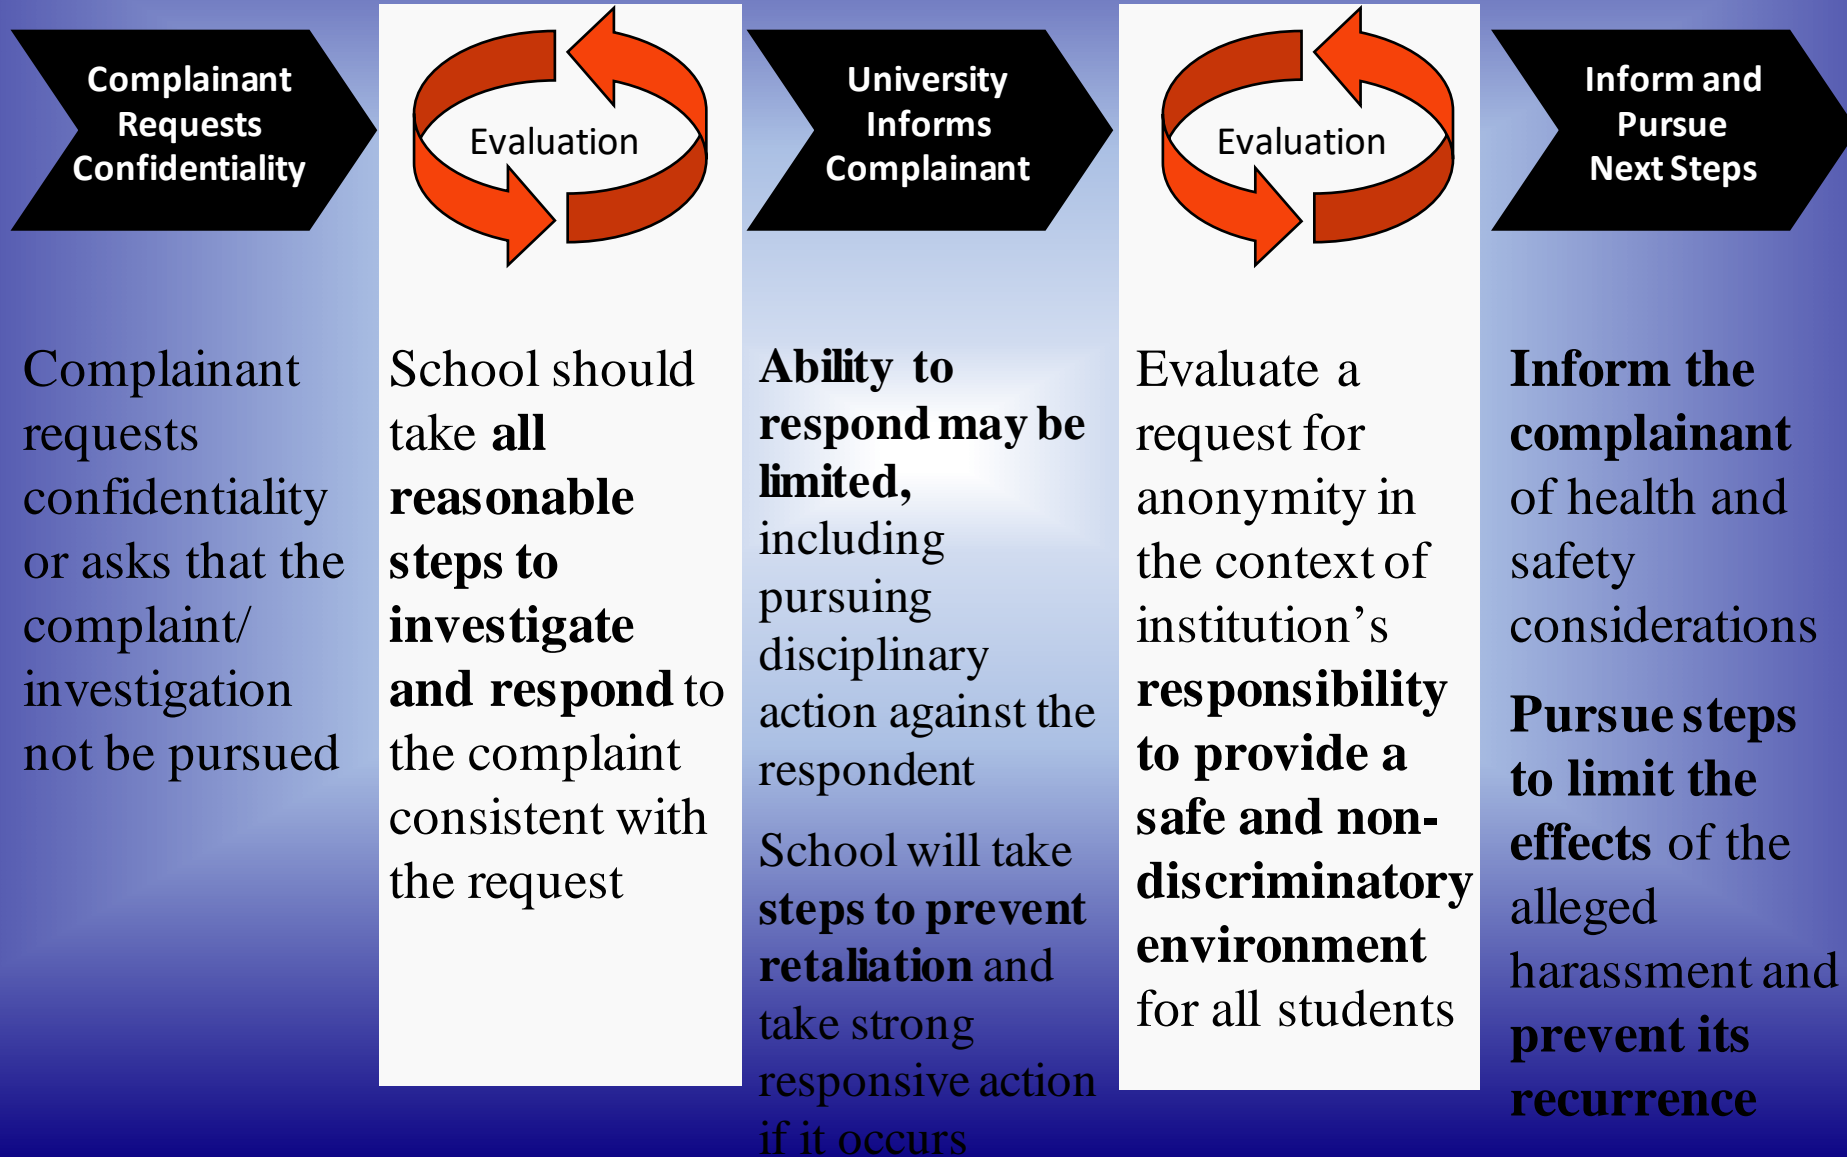 Complainant
Requests
Confidentiality
Evaluation
University
Informs
Complainant
Evaluation
Inform and
Pursue
Next Steps
Complainant
requests
confidentiality
or asks that the
complaint/
investigation
not be pursued
School should
take all
reasonable
steps to
investigate
and respond to
the complaint
consistent with
the request
Ability to
respond may be
limited,
including
pursuing
disciplinary
action against the
respondent
School will take
steps to prevent
retaliation and
take strong
responsive action
if it occurs
Evaluate a
request for
anonymity in
the context of
institution’s
responsibility
to provide a
safe and non-
discriminatory
environment
for all students
Inform the
complainant
of health and
safety
considerations
Pursue steps
to limit the
effects of the
alleged
harassment and
prevent its
recurrence